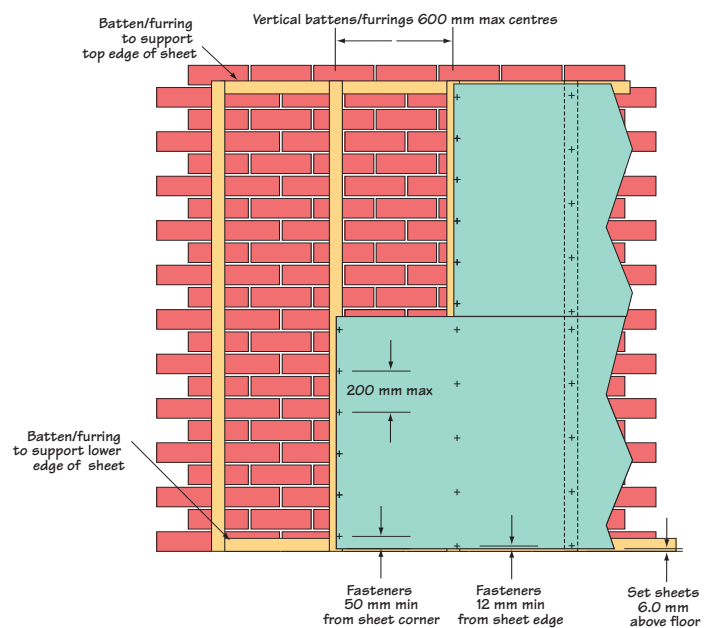 Batten/furring
to support
top edge of sheet
Vertical battens/furrings 600 mm max centres
200 mm max
Batten/furring
to support lower
edge of sheet
Fasteners
50 mm min
from sheet corner
Fasteners
12 mm min
from sheet edge
Set sheets
6.0 mm
above floor